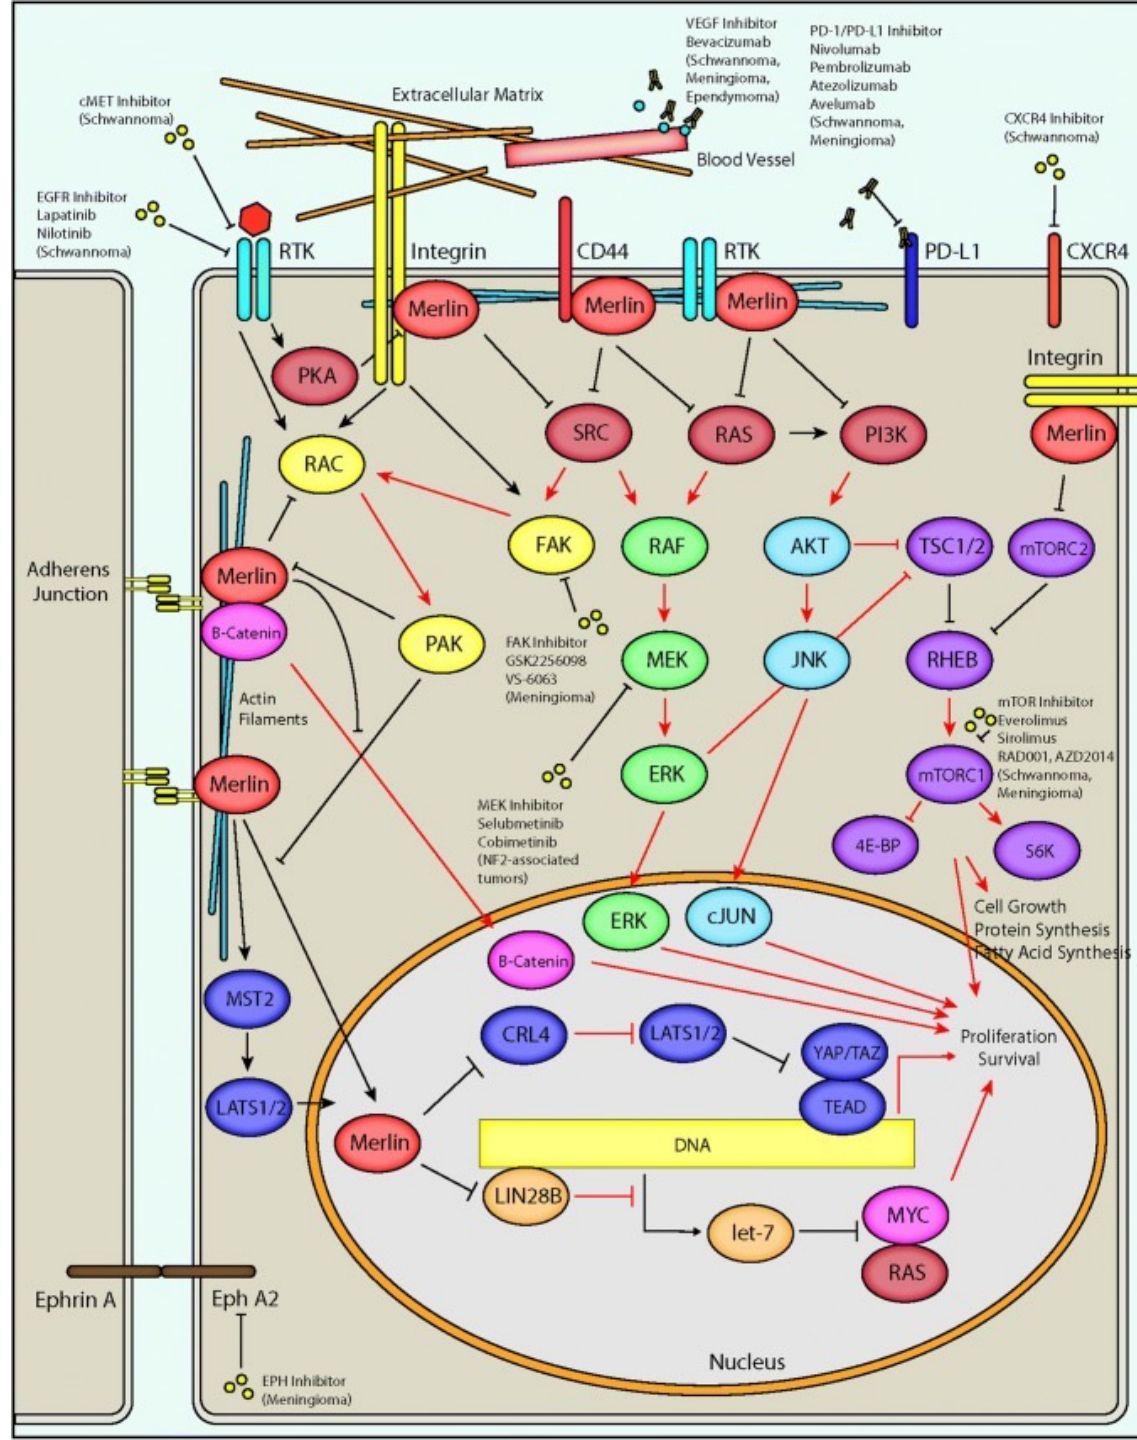 VEGF Inhibitor
Bevacizumab
(Schwannoma,
Meningioma,
Ependymoma)
PD-1/PD-L1 Inhibitor
Nivolumab
Pembrolizumab
Atezolizumab
Avelumab
(Schwannoma,
Meningioma)
cMET Inhibitor
(Schwannoma)
Extracellular Matrix
CXCR4 Inhibitor
(Schwannoma)
Blood Vessel
EGFR Inhibitor
Lapatinib
Nilotinib
(Schwannoma)
RTK
Integrin
CD44
RTK
PD-L1
CXCR4
Merlin
Merlin
Merlin
PKA
Integrin
SRC
RAS
PI3K
Merlin
RAC
FAK
RAF
AKT
TSC1/2
mTORC2
Adherens
Junction
Merlin
B-Catenin
PAK
FAK Inhibitor
GSK2256098
VS-6063
(Meningioma)
MEK
JNK
RHEB
Actin
Filaments
mTOR Inhibitor
Everolimus
Sirolimus
RAD001, AZD2014
(Schwannoma,
Meningioma)
Merlin
ERK
mTORC1
MEK Inhibitor
Selubmetinib
Cobimetinib
(NF2-associated
tumors)
4E-BP
S6K
ERK
cJUN
Cell Growth
Protein Synthesis
Fatty Acid Synthesis
B-Catenin
MST2
CRL4
LATS1/2
YAP/TAZ
Proliferation
Survival
LATS1/2
TEAD
Merlin
DNA
LIN28B
let-7
MYC
RAS
Ephrin A
Eph A2
Nucleus
EPH Inhibitor
(Meningioma)